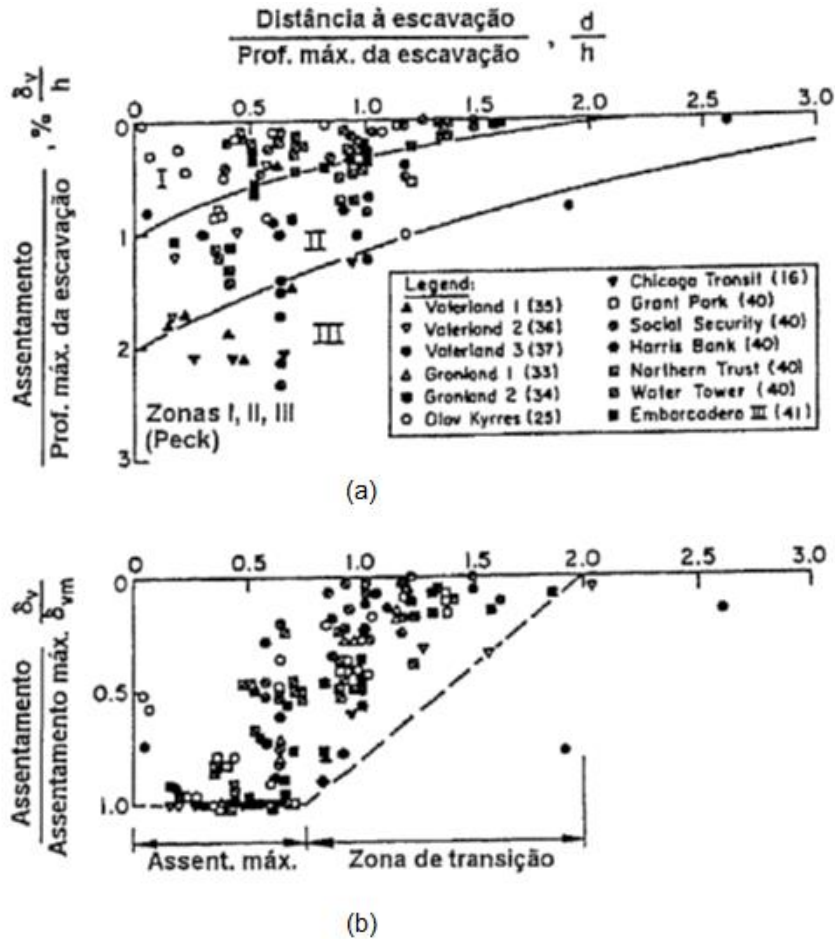 Distância à escavação
Prof. máx. da escavação , d
h
Assentamento
Prof. máx. da escavação , % δv
h
0 0.5 1.0 1.5 2.0 2.5 3.0
0
1
2
3
I
II
III
Zonas I, II, III
(Peck)
Legend:
▲ Vaterland 1 (35)
▽ Vaterland 2 (36)
● Vaterland 3 (37)
△ Gronland 1 (33)
■ Gronland 2 (34)
○ Olav Kyrres (25)
▼ Chicago Transit (16)
□ Grant Park (40)
Social Security (40)
Harris Bank (40)
Northern Trust (40)
Water Tower (40)
■ Embarcadero III (41)
(a)
0 0.5 1.0 1.5 2.0 2.5 3.0
0
0.5
1.0
Assentamento
Assentamento máx. δv
δvm
Assent. máx.
Zona de transição
(b)